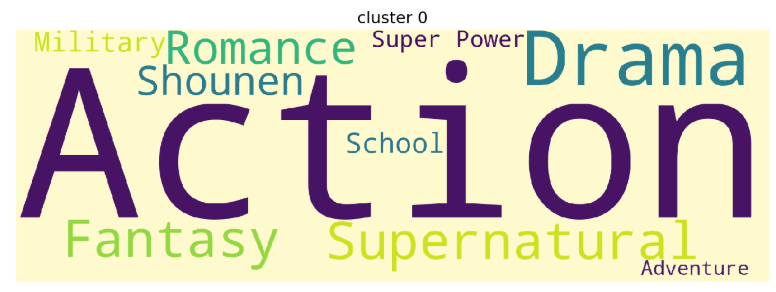 cluster 0
Military
Romance
Super Power
Drama
Shounen
Action
School
Fantasy
Supernatural
Adventure